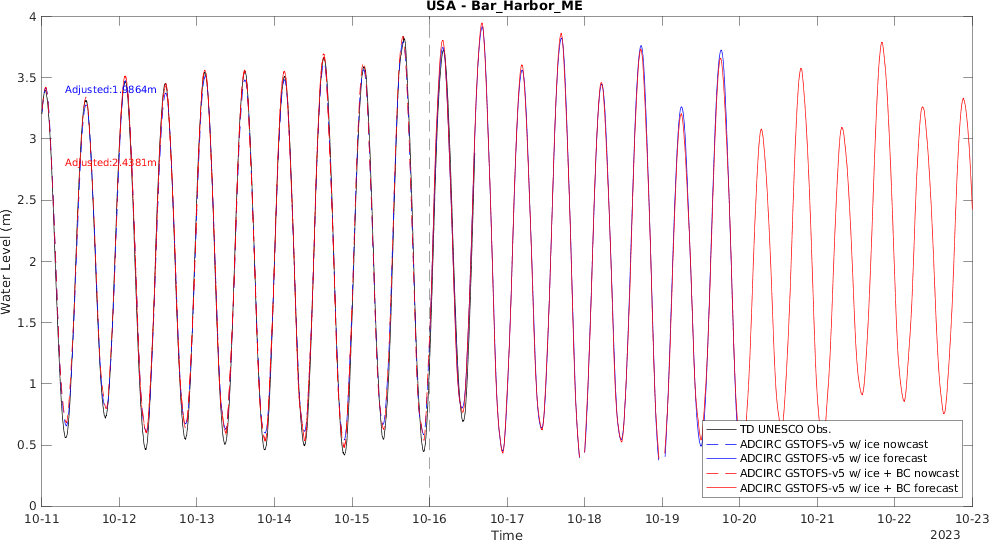 USA - Bar_Harbor_ME
4
3.5
3
2.5
2
1.5
1
0.5
0
Water Level (m)
Adjusted:1.9864m
Adjusted:2.4381m
TD UNESCO Obs.
ADCIRC GSTOFS-v5 w/ ice nowcast
ADCIRC GSTOFS-v5 w/ ice forecast
ADCIRC GSTOFS-v5 w/ ice + BC nowcast
ADCIRC GSTOFS-v5 w/ ice + BC forecast
10-11 10-12 10-13 10-14 10-15 10-16 10-17 10-18 10-19 10-20 10-21 10-22 10-23
Time
2023